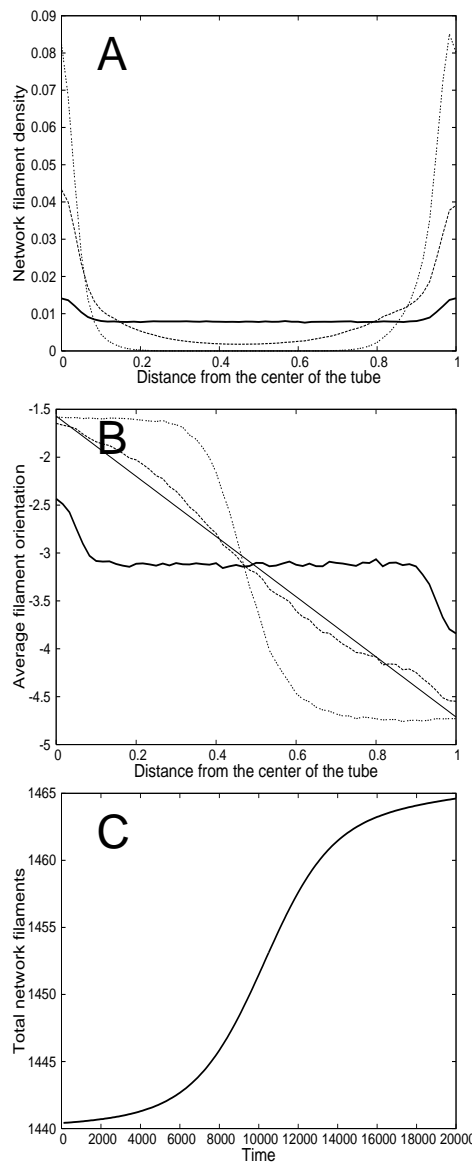 0.09
A
0.08
0.07
0.06
0.05
0.04
0.03
0.02
0.01
0
Network filament density
0 0.2 0.4 0.6 0.8 1
Distance from the center of the tube
-1.5
B
-2
-2.5
-3
-3.5
-4
-4.5
-5
Average filament orientation
0 0.2 0.4 0.6 0.8 1
Distance from the center of the tube
1465
C
1460
1455
1450
1445
1440
Total network filaments
0 2000 4000 6000 8000 10000 12000 14000 16000 18000 20000
Time